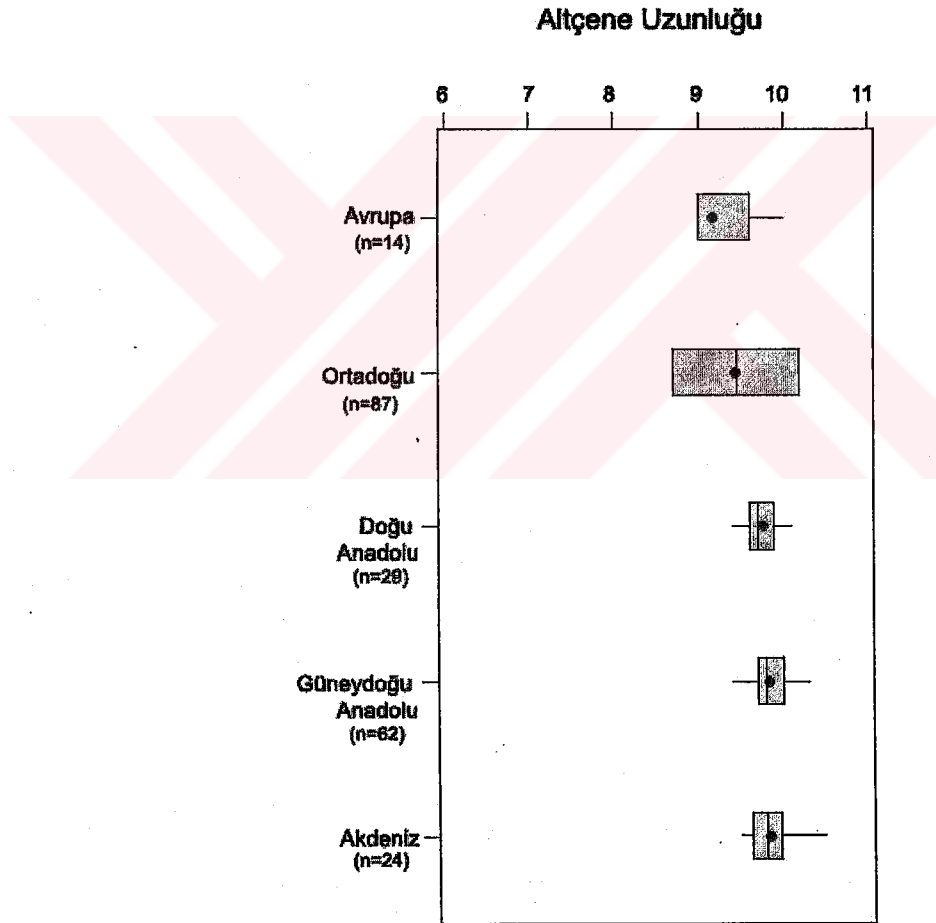 Altçene Uzunluğu
6 7 8 9 10 11
Avrupa
(n=14)
Ortadoğu
(n=87)
Doğu
Anadolu
(n=29)
Güneydoğu
Anadolu
(n=62)
Akdeniz
(n=24)